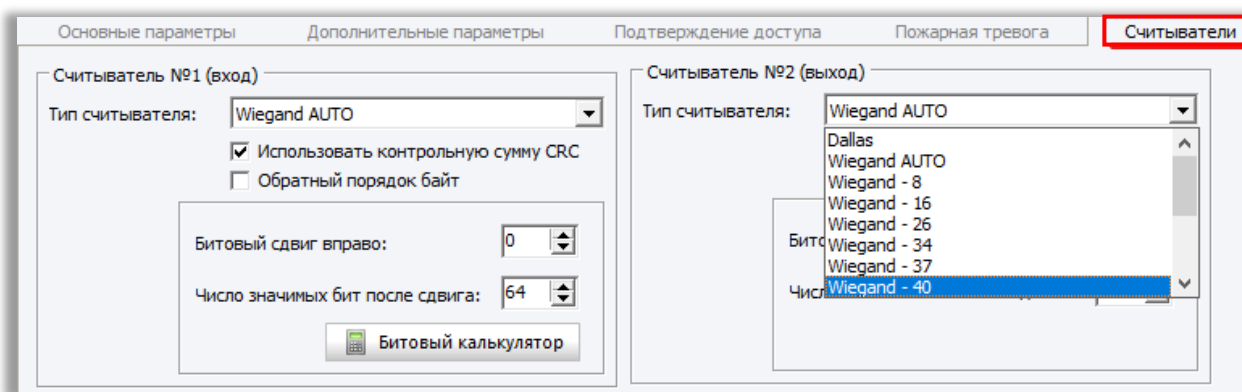 Основные параметры
Дополнительные параметры
Подтверждение доступа
Пожарная тревога
Считыватели
Считыватель №1 (вход)
Тип считывателя:
Wiegand AUTO
Использовать контрольную сумму CRC
Обратный порядок байт
Битовый сдвиг вправо:
0
Число значимых бит после сдвига:
64
Битовый калькулятор
Считыватель №2 (выход)
Тип считывателя:
Wiegand AUTO
Dallas
Wiegand AUTO
Wiegand - 8
Wiegand - 16
Wiegand - 26
Wiegand - 34
Wiegand - 37
Wiegand - 40